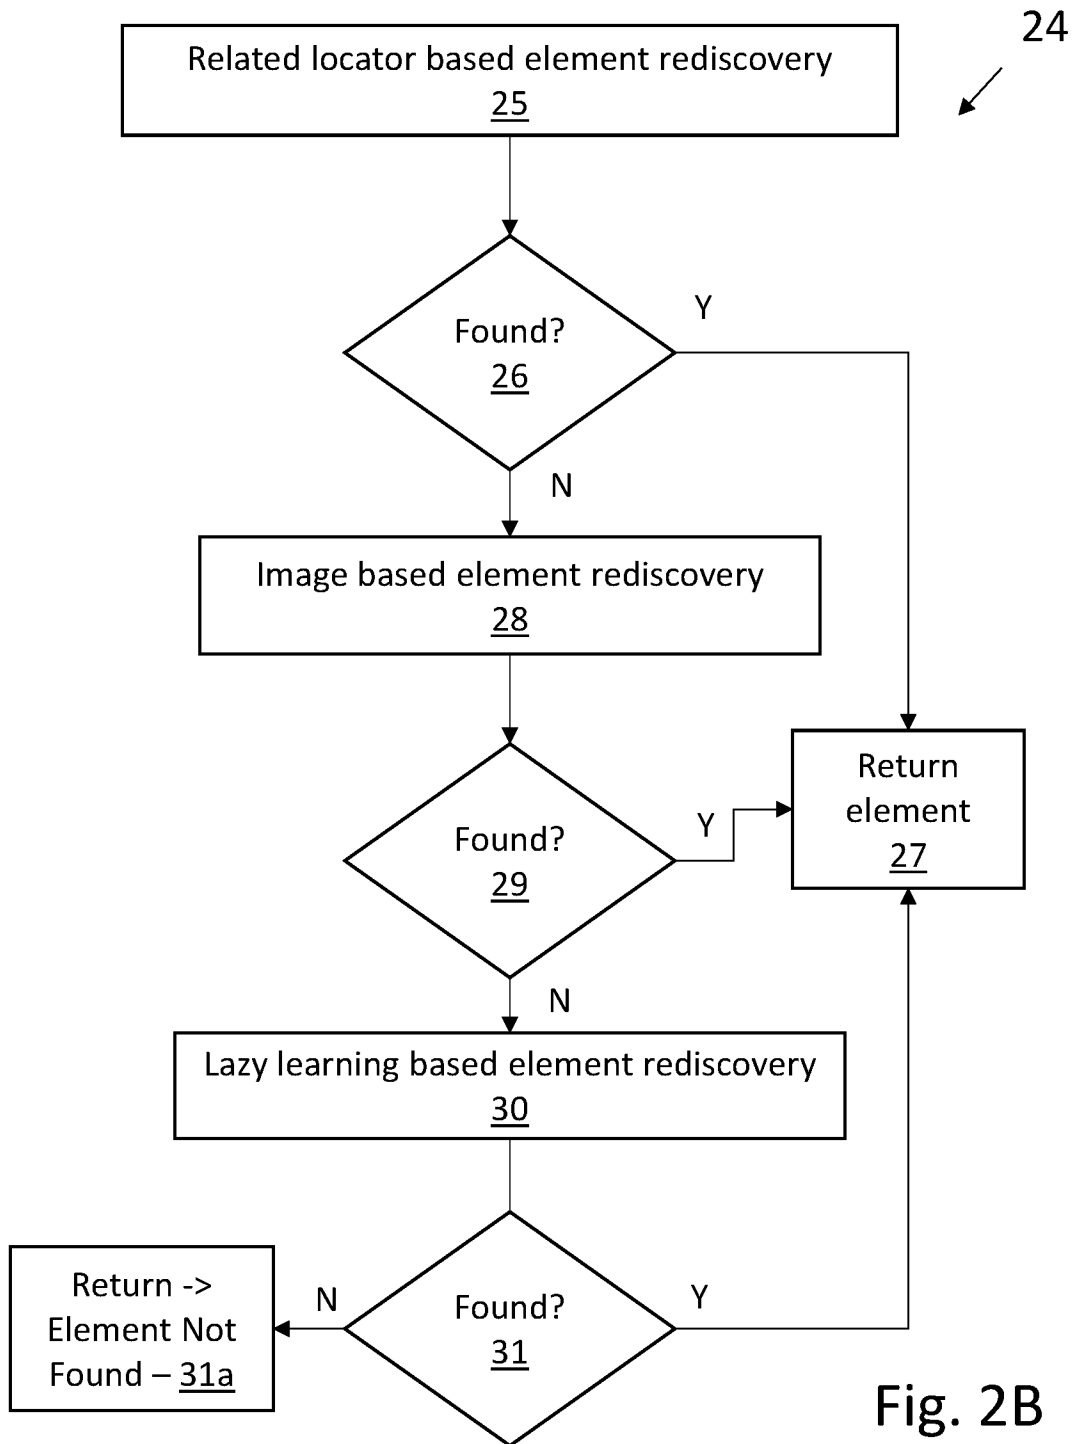 24
Related locator based element rediscovery
25
Found?
26
Y
N
Image based element rediscovery
28
Return
element
27
Found?
29
Y
N
Lazy learning based element rediscovery
30
Found?
31
Y
N
Return ->
Element Not
Found – 31a
Fig. 2B